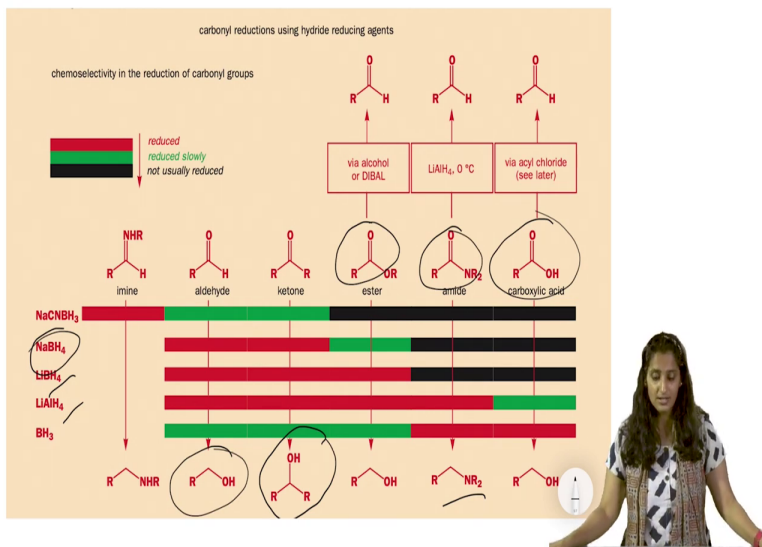 carbonyl reductions using hydride reducing agents
chemoselectivity in the reduction of carbonyl groups
reduced
reduced slowly
not usually reduced
O
R H
O
R H
O
R H
via alcohol
or DIBAL
LiAlH4, 0 °C
via acyl chloride
(see later)
NHR
R H
O
R H
O
R R
O
R OR
O
R NR2
O
R OH
imine
aldehyde
ketone
ester
amide
carboxylic acid
NaCNBH3
NaBH4
LiBH4
LiAlH4
BH3
R NHR
R OH
OH
R R
R OH
R NR2
R OH